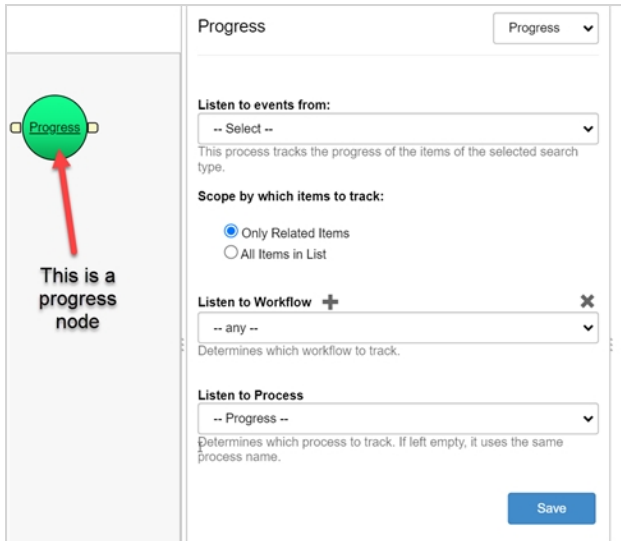 Progress
Progress
Listen to events from:
-- Select --
This process tracks the progress of the items of the selected search
type.
Scope by which items to track:
Only Related Items
All Items in List
Listen to Workflow
-- any --
Determines which workflow to track.
Listen to Process
-- Progress --
Determines which process to track. If left empty, it uses the same
process name.
Save
Progress
This is a
progress
node